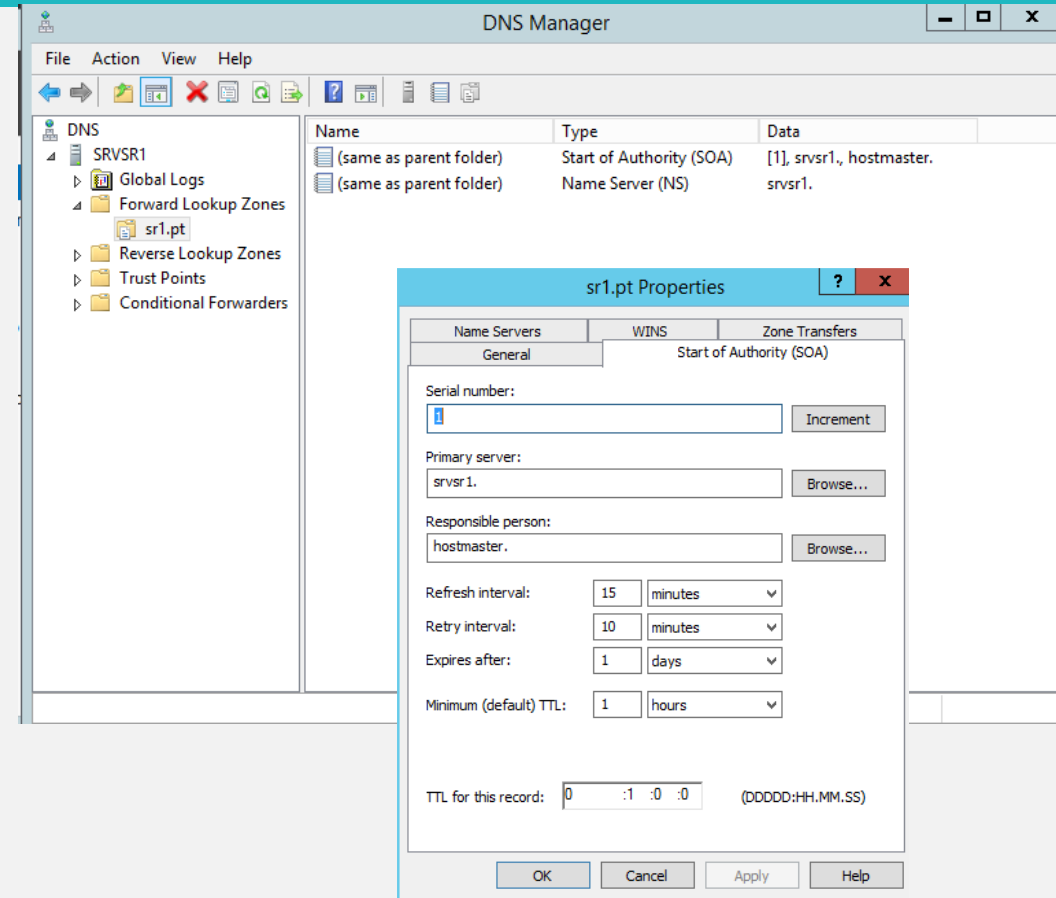 DNS Manager
File Action View Help
DNS
SRVSR1
Global Logs
Forward Lookup Zones
sr1.pt
Reverse Lookup Zones
Trust Points
Conditional Forwarders
Name Type Data
(same as parent folder) Start of Authority (SOA) [1], srvsr1., hostmaster.
(same as parent folder) Name Server (NS) srvsr1.
sr1.pt Properties
Name Servers WINS Zone Transfers
General Start of Authority (SOA)
Serial number:
1 Increment
Primary server:
srvsr1. Browse...
Responsible person:
hostmaster. Browse...
Refresh interval: 15 minutes
Retry interval: 10 minutes
Expires after: 1 days
Minimum (default) TTL: 1 hours
TTL for this record: 0 :1 :0 :0 (DDDDD:HH.MM.SS)
OK Cancel Apply Help